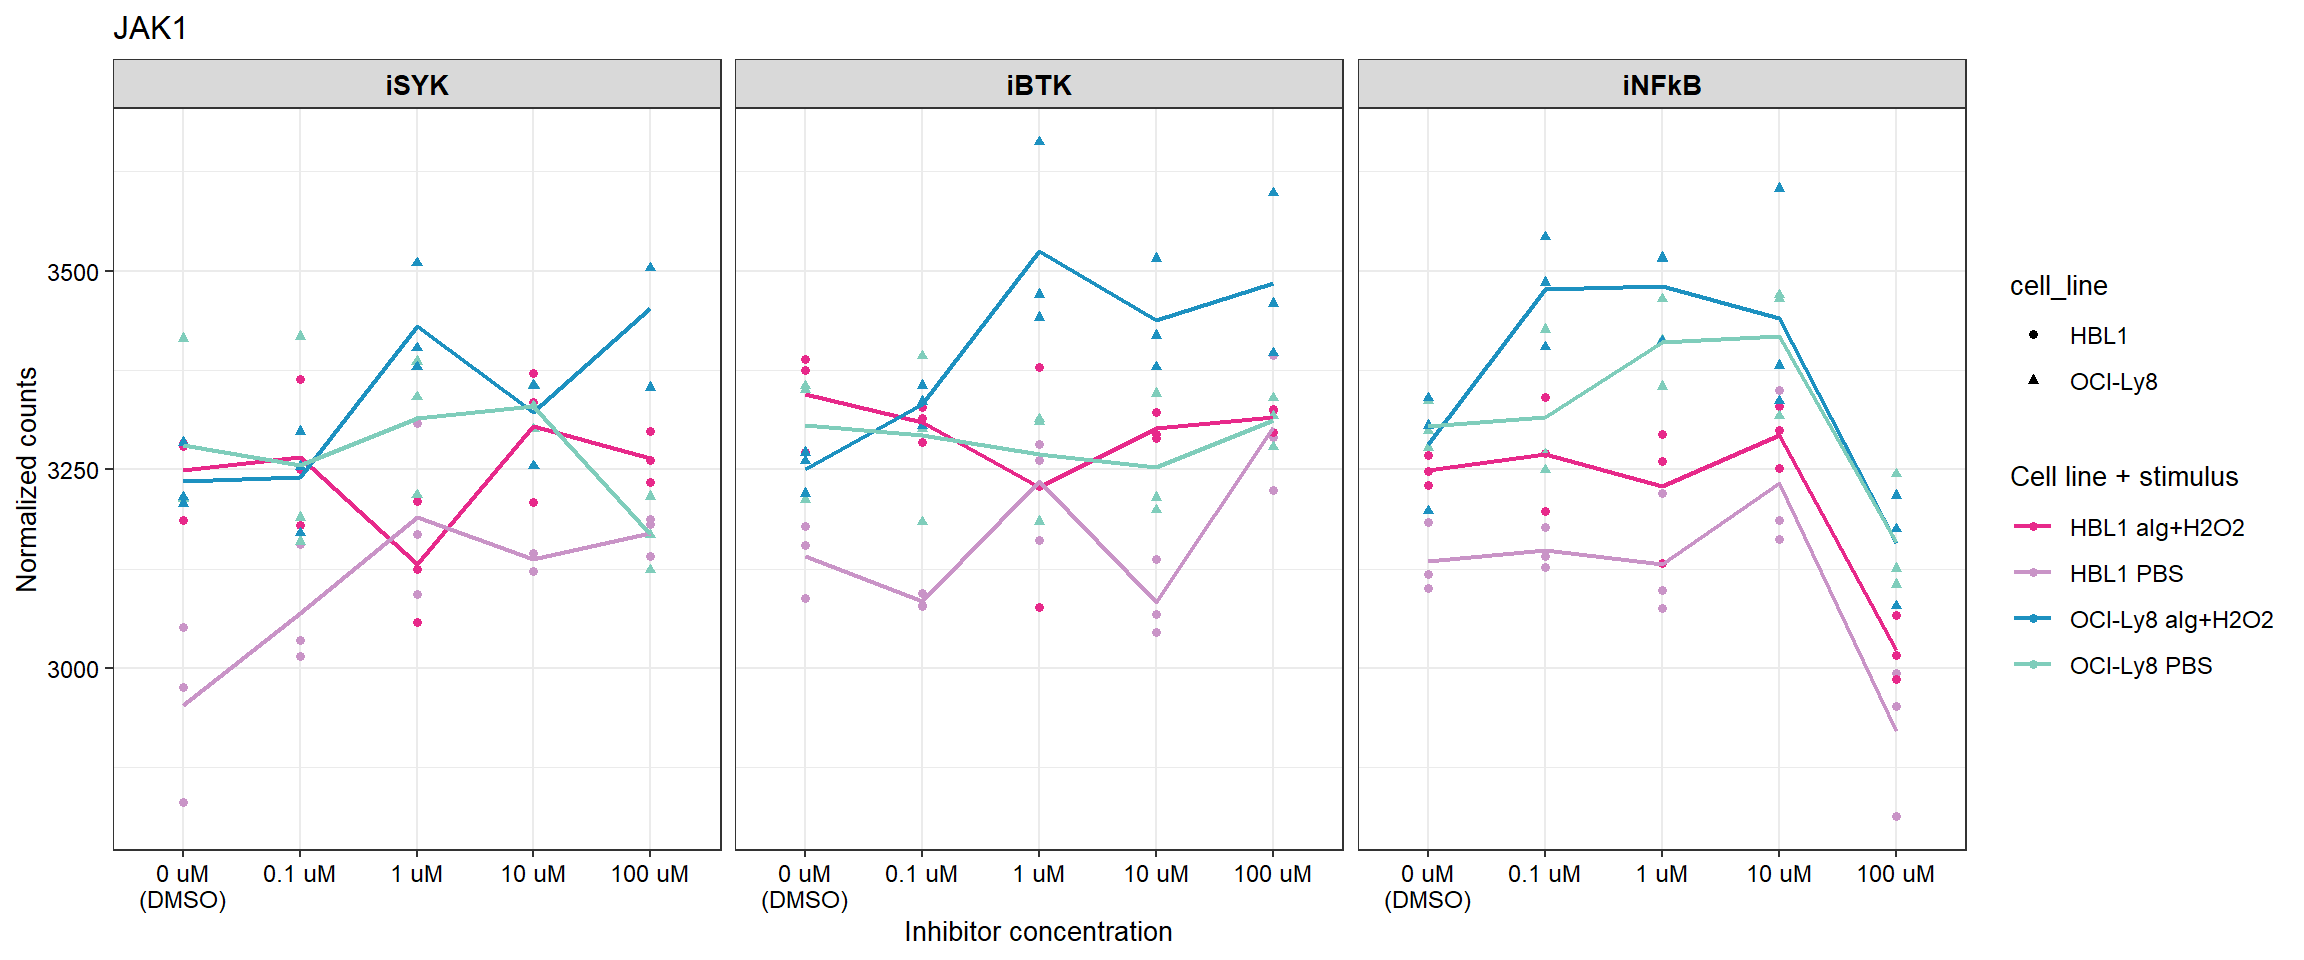 JAK1
iSYK
iBTK
iNFkB
Normalized counts
3500
3250
3000
0 uM
(DMSO)
0.1 uM
1 uM
10 uM
100 uM
0 uM
(DMSO)
0.1 uM
1 uM
10 uM
100 uM
0 uM
(DMSO)
0.1 uM
1 uM
10 uM
100 uM
Inhibitor concentration
cell_line
HBL1
OCI-Ly8
Cell line + stimulus
HBL1 aIg+H2O2
HBL1 PBS
OCI-Ly8 aIg+H2O2
OCI-Ly8 PBS